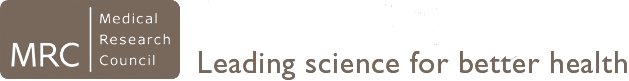 MRC
Medical
Research
Council
Leading science for better health